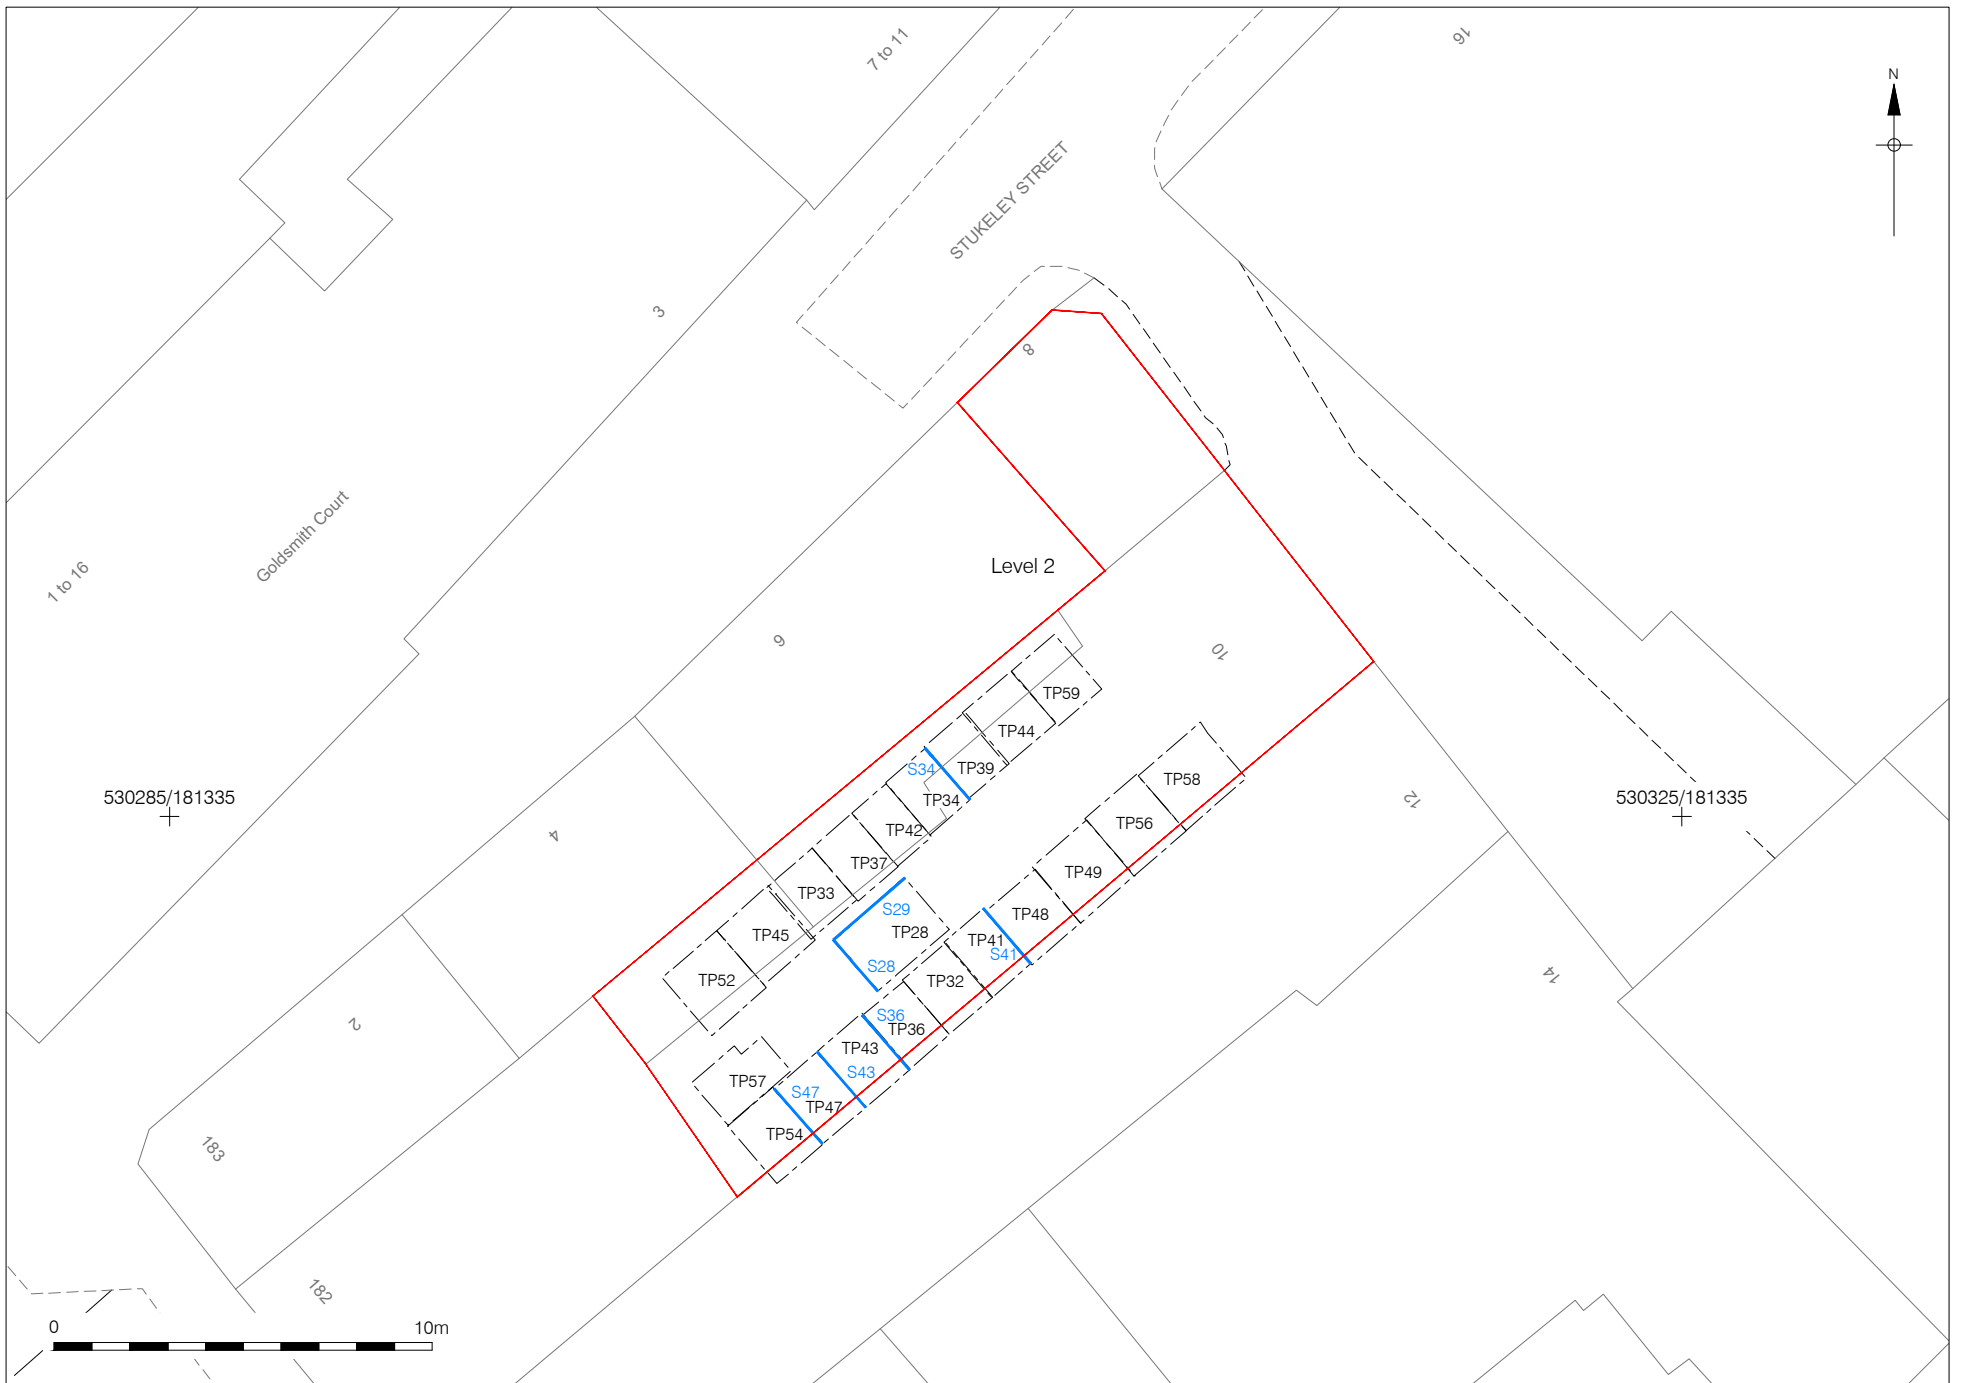 7 to 11
16
N
STUKELEY STREET
3
8
Goldsmith Court
1 to 16
Level 2
6
10
TP59
TP44
S34
TP39
TP58
530285/181335
530325/181335
TP34
12
TP42
TP56
4
TP37
TP49
TP33
S29
TP48
TP28
TP45
TP41
S41
S28
TP52
TP32
14
S36
TP36
2
TP43
S43
TP57
S47
TP47
TP54
183
182
0
10m